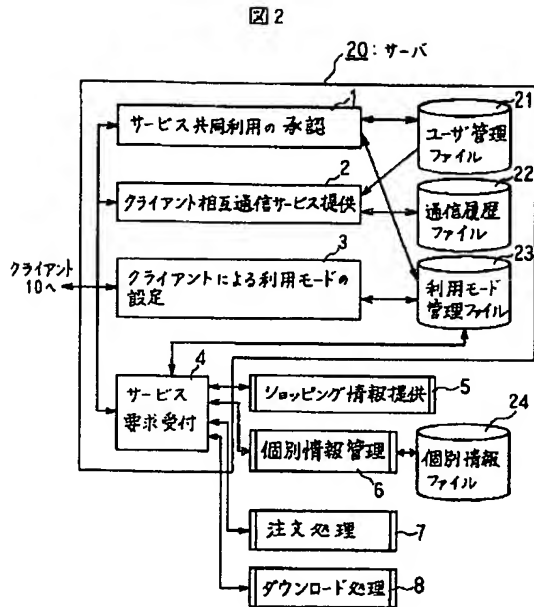 図2
20:サーバ
1
サービス共同利用の承認
21
ユーザ管理
ファイル
2
クライアント相互通信サービス提供
22
通信履歴
ファイル
3
クライアントによる利用モードの
設定
23
利用モード
管理ファイル
クライアント
10へ
4
サービス
要求受付
ショッピング情報提供
5
個別情報管理
6
24
個別情報
ファイル
注文処理
7
ダウンロード処理
8